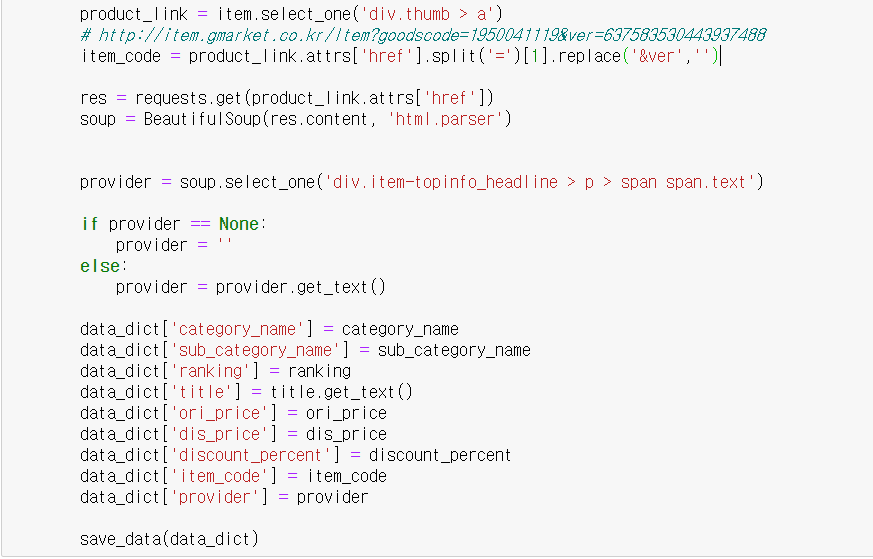 product_link = item.select_one('div.thumb > a')
# http://item.gmarket.co.kr/Item?goodscode=1950041119&ver=637583530443937488
item_code = product_link.attrs['href'].split('=')[1].replace('&ver','')
res = requests.get(product_link.attrs['href'])
soup = BeautifulSoup(res.content, 'html.parser')
provider = soup.select_one('div.item-topinfo_headline > p > span span.text')
if provider == None:
    provider = ''
else:
    provider = provider.get_text()
data_dict['category_name'] = category_name
data_dict['sub_category_name'] = sub_category_name
data_dict['ranking'] = ranking
data_dict['title'] = title.get_text()
data_dict['ori_price'] = ori_price
data_dict['dis_price'] = dis_price
data_dict['discount_percent'] = discount_percent
data_dict['item_code'] = item_code
data_dict['provider'] = provider
save_data(data_dict)